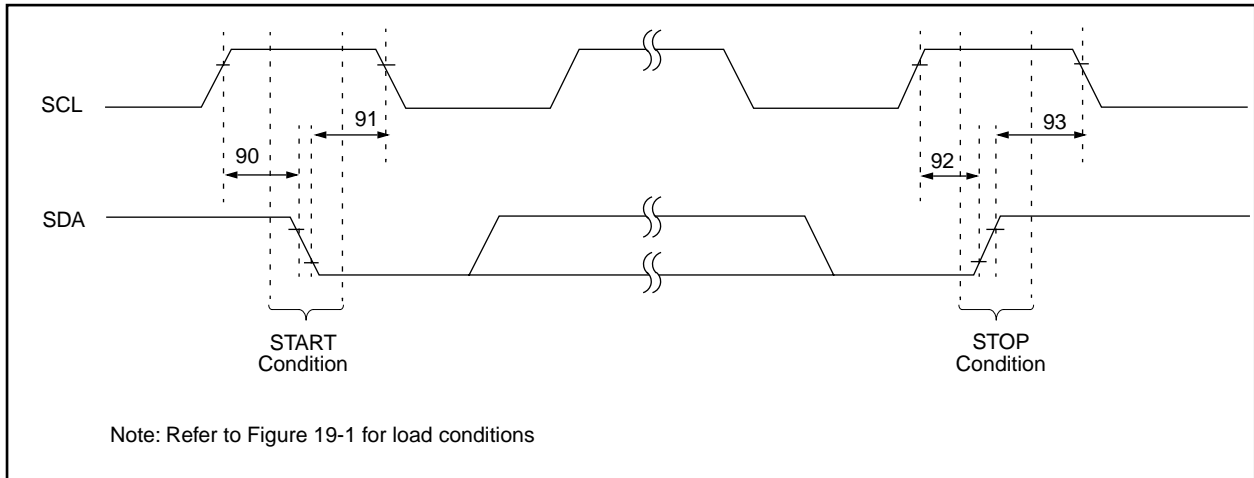 SCL
91
93
90
92
SDA
START
Condition
STOP
Condition
Note: Refer to Figure 19-1 for load conditions